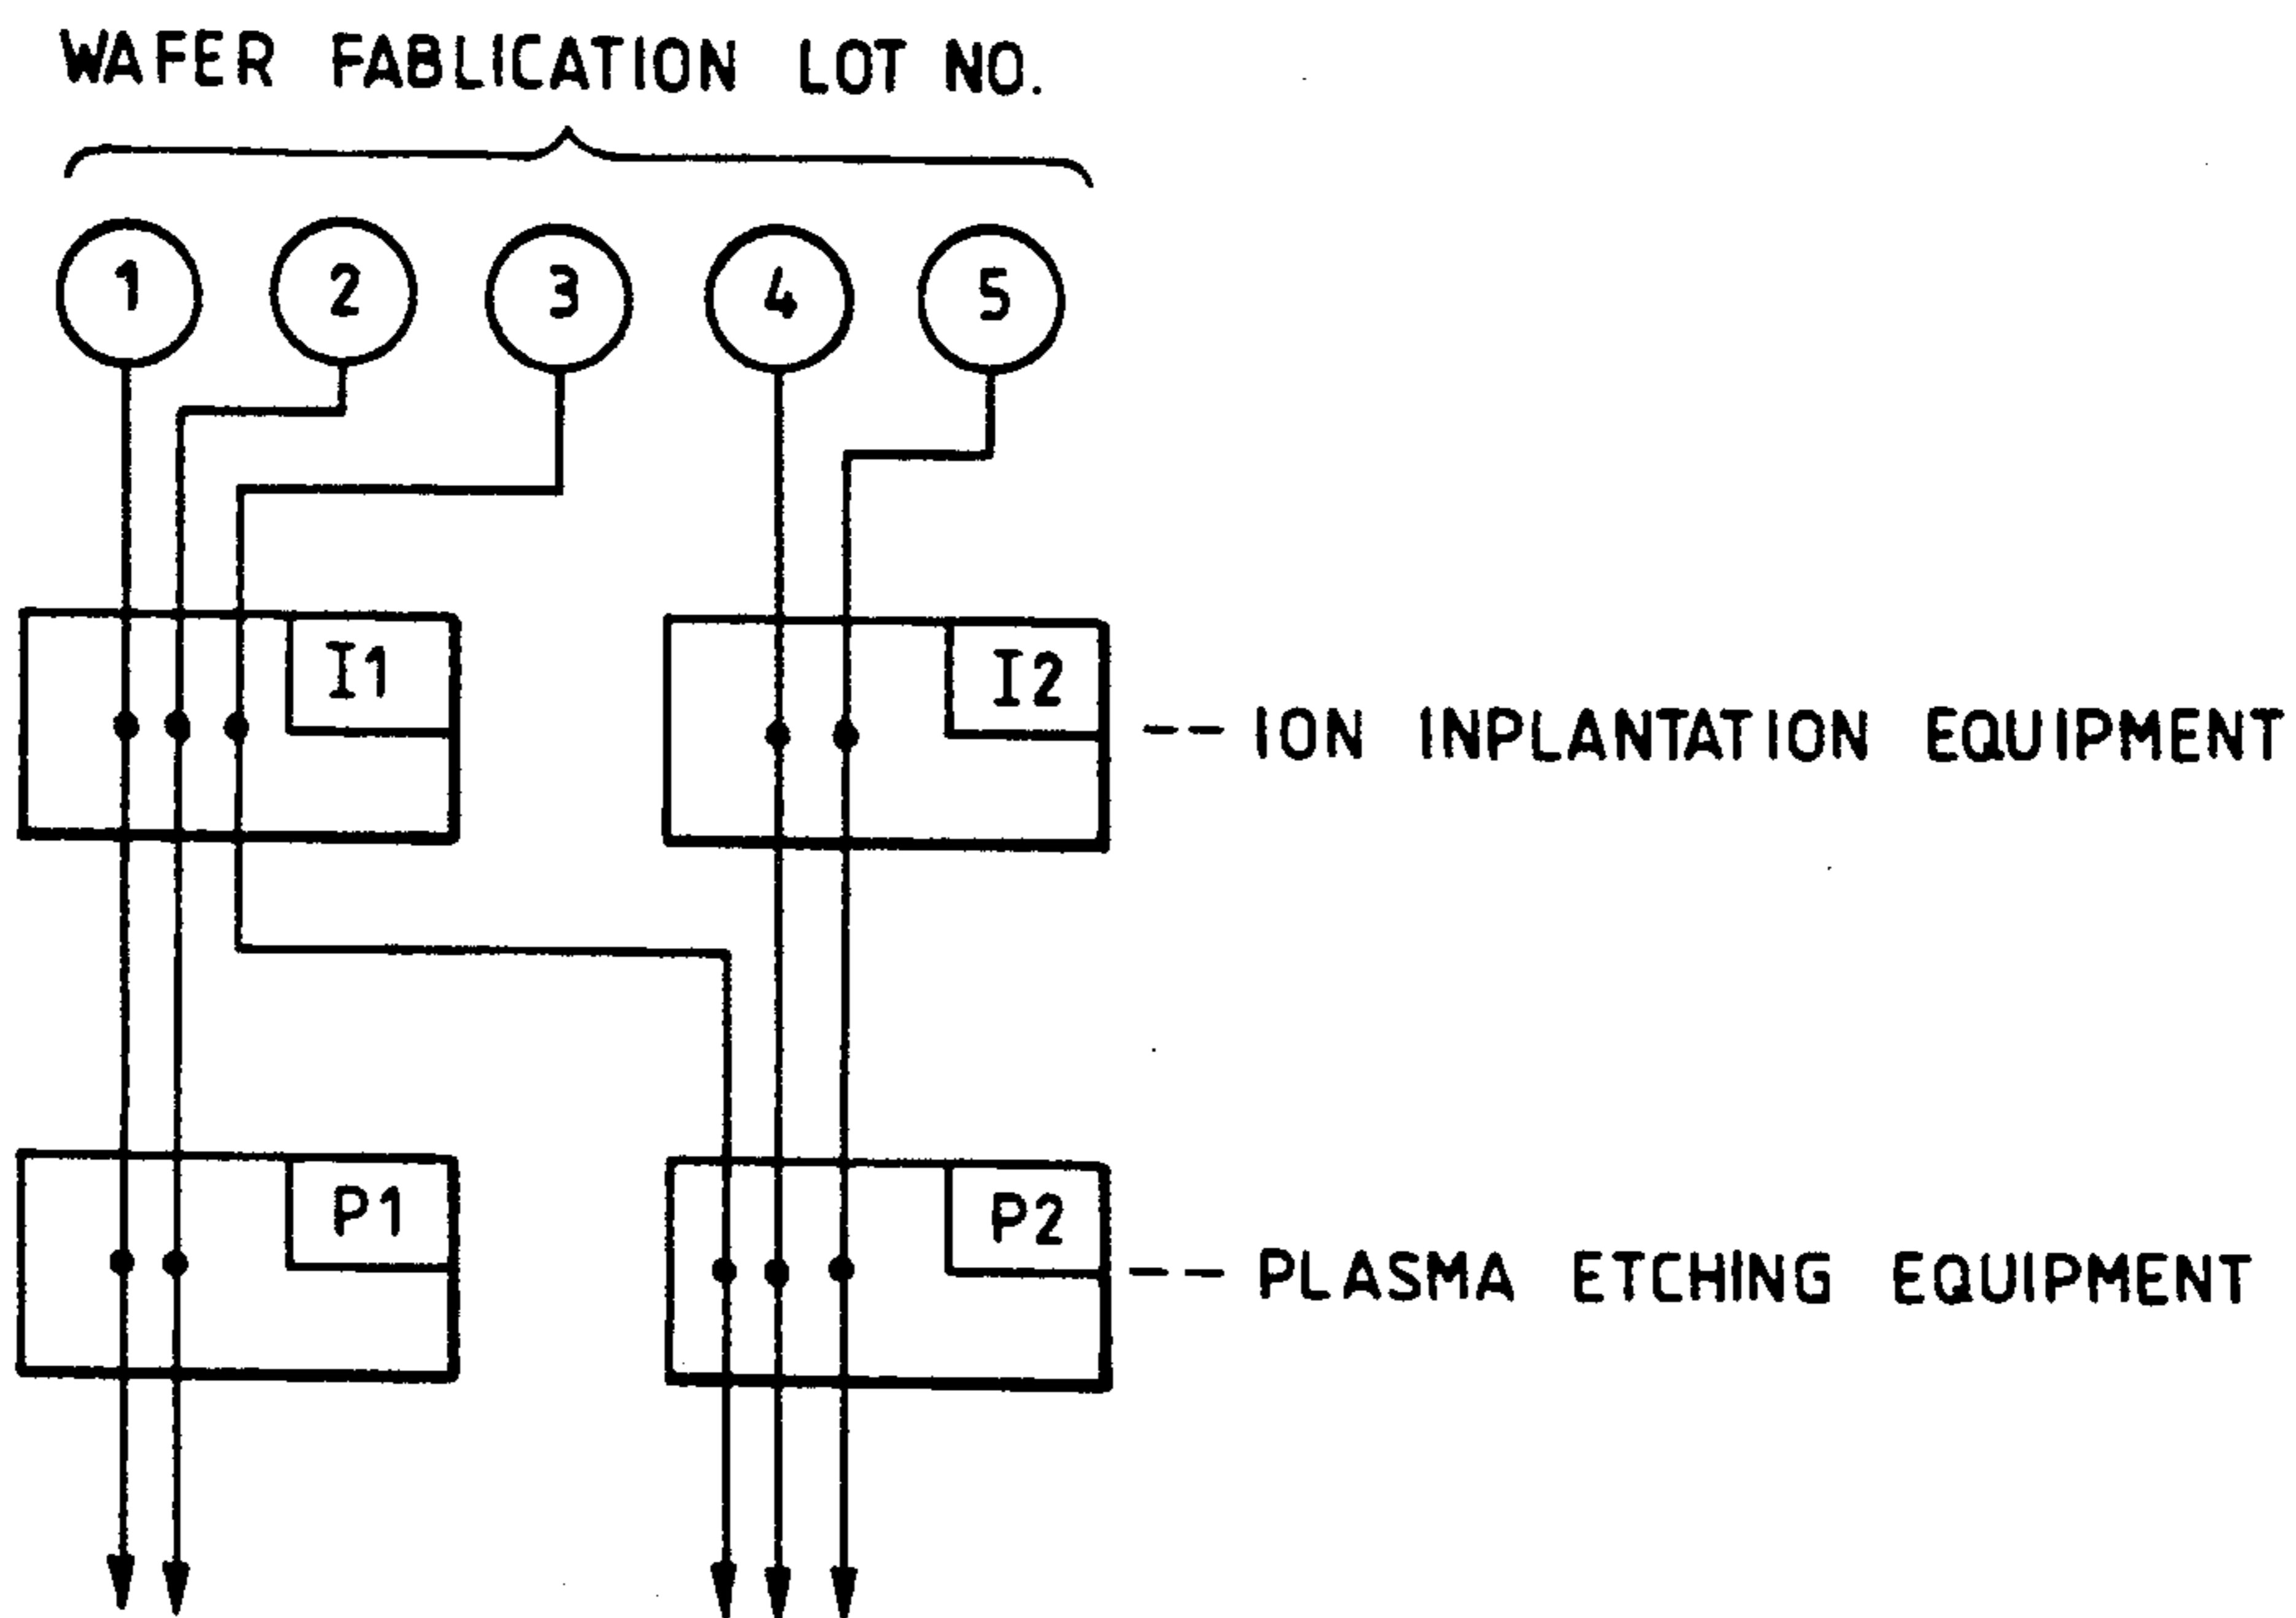 WAFER FABLICATION LOT NO.
1 2 3 4 5
I1 I2
-- ION INPLANTATION EQUIPMENT
P1 P2
-- PLASMA ETCHING EQUIPMENT